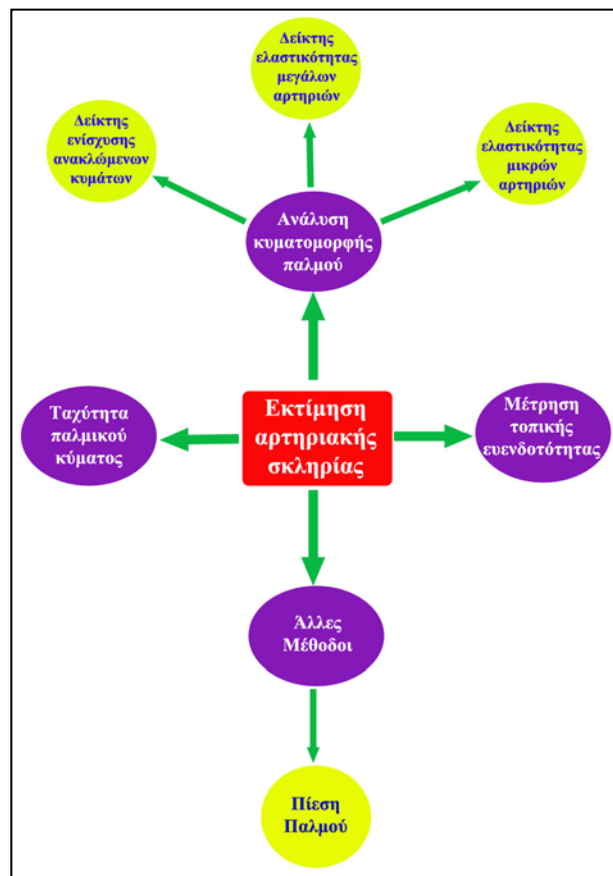 Δείκτης
ελαστικότητας
μεγάλων
αρτηριών
Δείκτης
ενίσχυσης
ανακλώμενων
κυμάτων
Δείκτης
ελαστικότητας
μικρών
αρτηριών
Ανάλυση
κυματομορφής
παλμού
Ταχύτητα
παλμικού
κύματος
Εκτίμηση
αρτηριακής
σκληρίας
Μέτρηση
τοπικής
ευενδοτότητας
Άλλες
Μέθοδοι
Πίεση
Παλμού